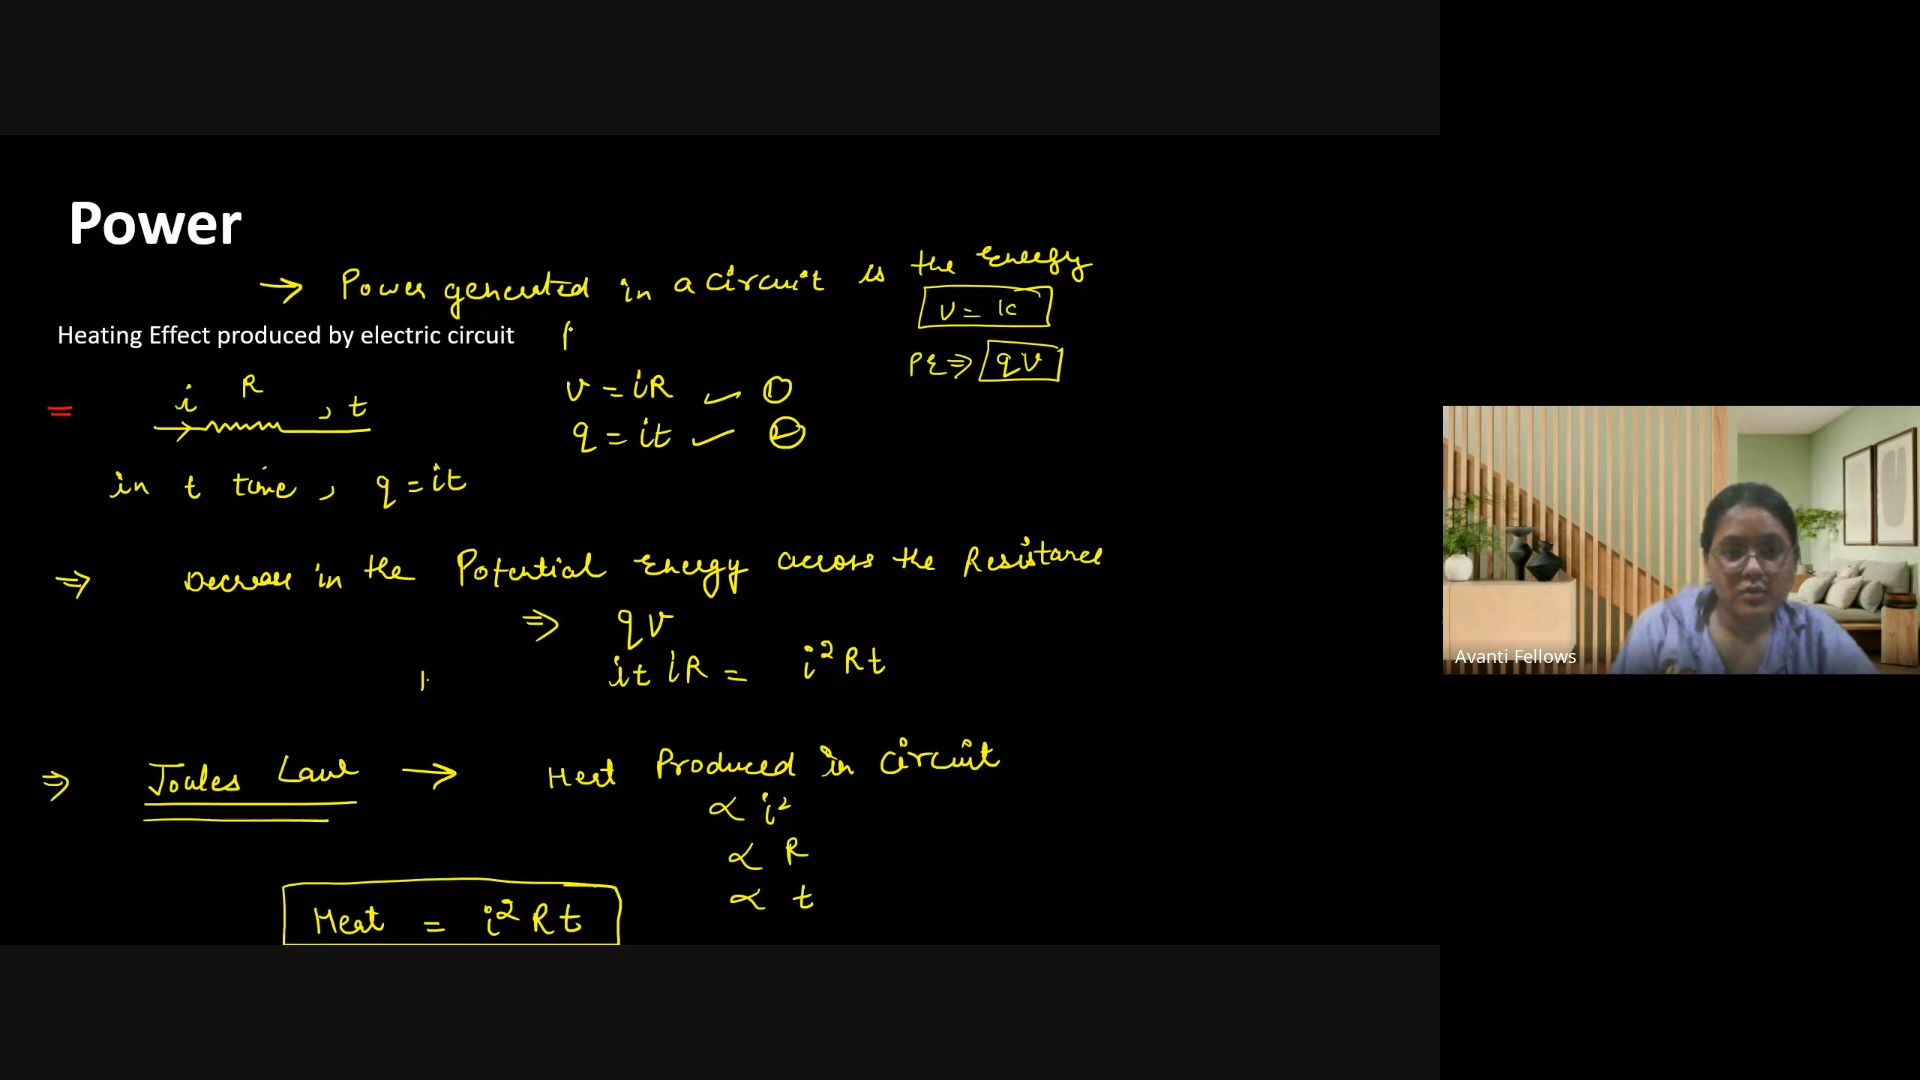 Power
→ Power generated in a circuit is the Energy
V = 
Heating Effect produced by electric circuit
PE ⇒ qV
i R , t
V = iR ✓ ①
q = it ✓ ②
in t time , q = it
⇒ Decrease in the Potential Energy across the Resistance
⇒ qV
it iR = i²Rt
Avanti Fellows
⇒ Joules Law → Heat Produced in circuit
∝ i²
∝ R
∝ t
Heat = i²Rt